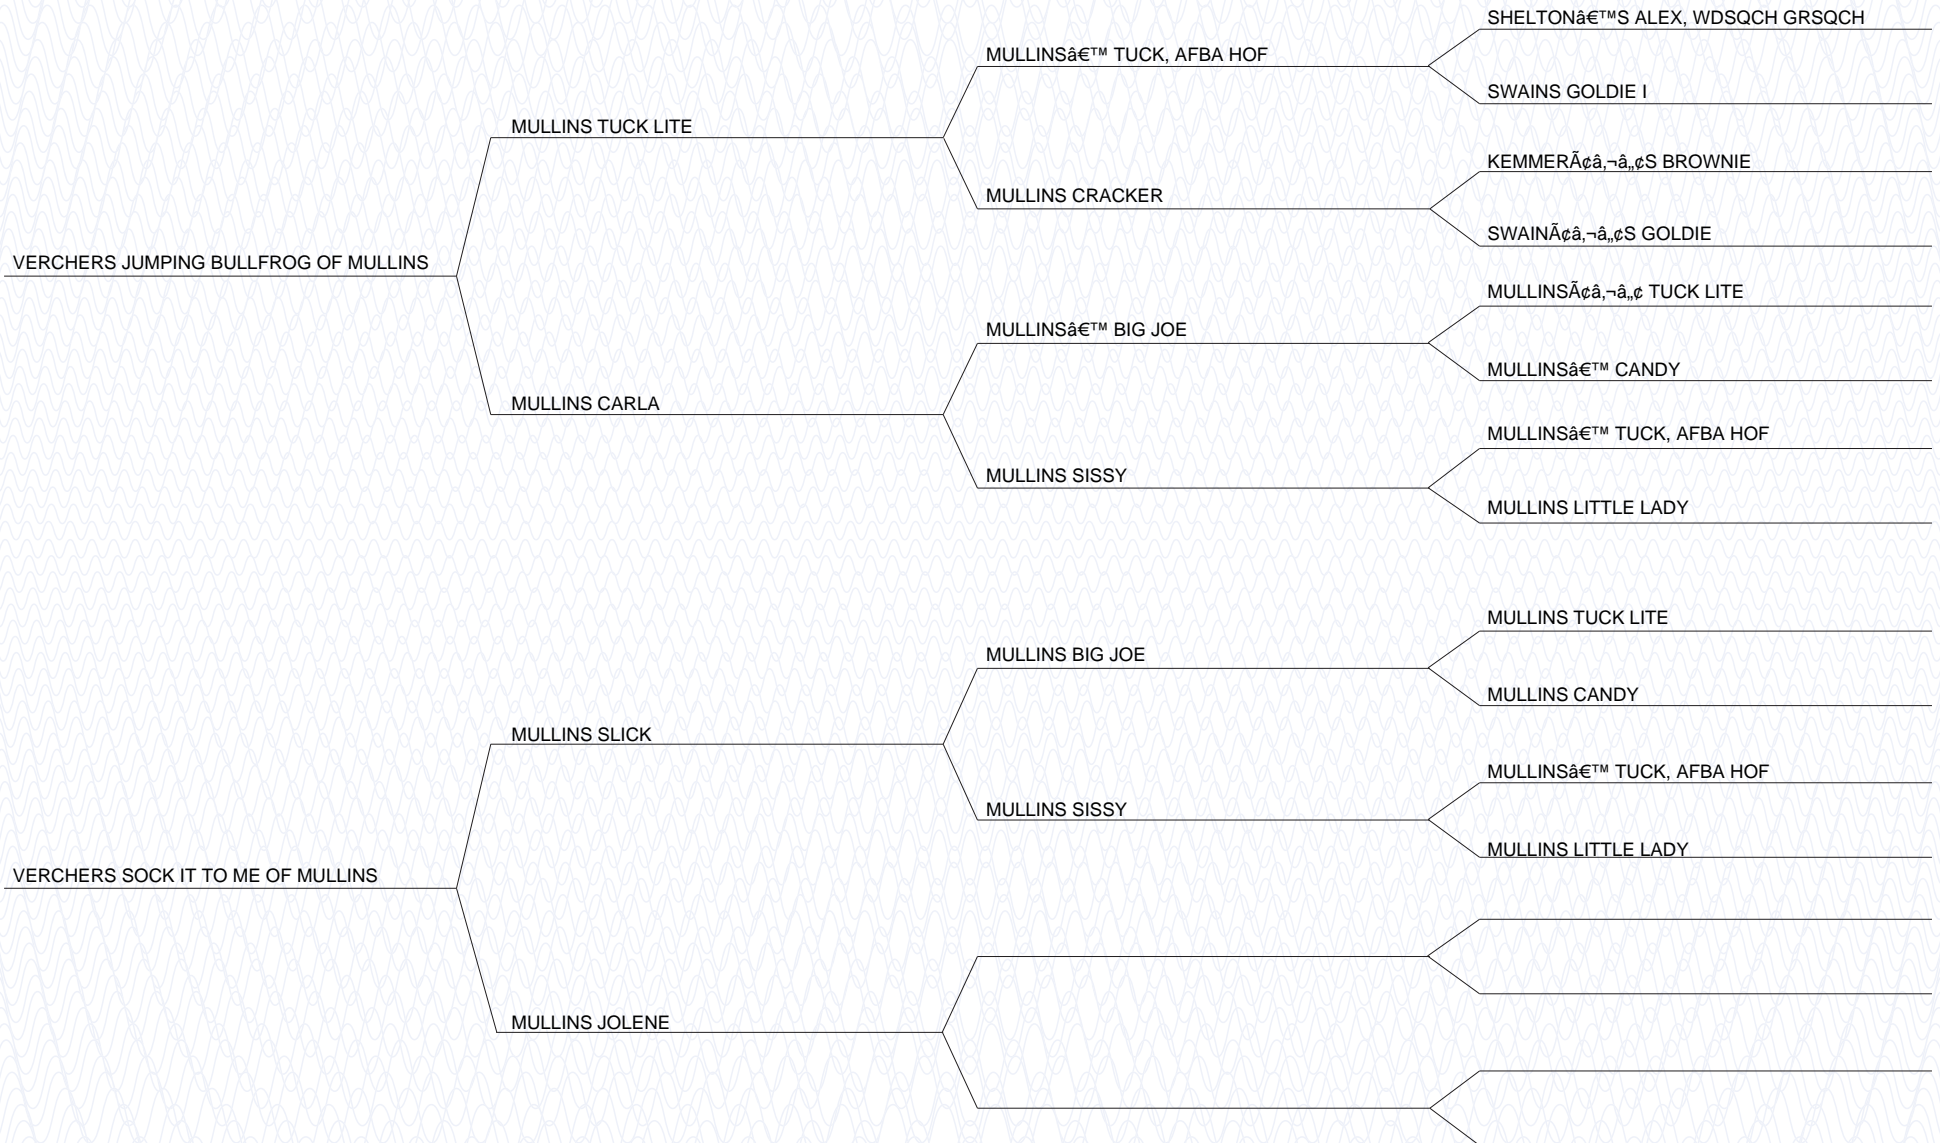 SHELTONâ€™S ALEX, WDSQCH GRSQCH
MULLINSâ€™ TUCK, AFBA HOF
SWAINS GOLDIE I
MULLINS TUCK LITE
KEMMERÃ¢â‚¬â„¢S BROWNIE
MULLINS CRACKER
SWAINÃ¢â‚¬â„¢S GOLDIE
VERCHERS JUMPING BULLFROG OF MULLINS
MULLINSÃ¢â‚¬â„¢ TUCK LITE
MULLINSâ€™ BIG JOE
MULLINSâ€™ CANDY
MULLINS CARLA
MULLINSâ€™ TUCK, AFBA HOF
MULLINS SISSY
MULLINS LITTLE LADY
MULLINS TUCK LITE
MULLINS BIG JOE
MULLINS CANDY
MULLINS SLICK
MULLINSâ€™ TUCK, AFBA HOF
MULLINS SISSY
MULLINS LITTLE LADY
VERCHERS SOCK IT TO ME OF MULLINS
MULLINS JOLENE